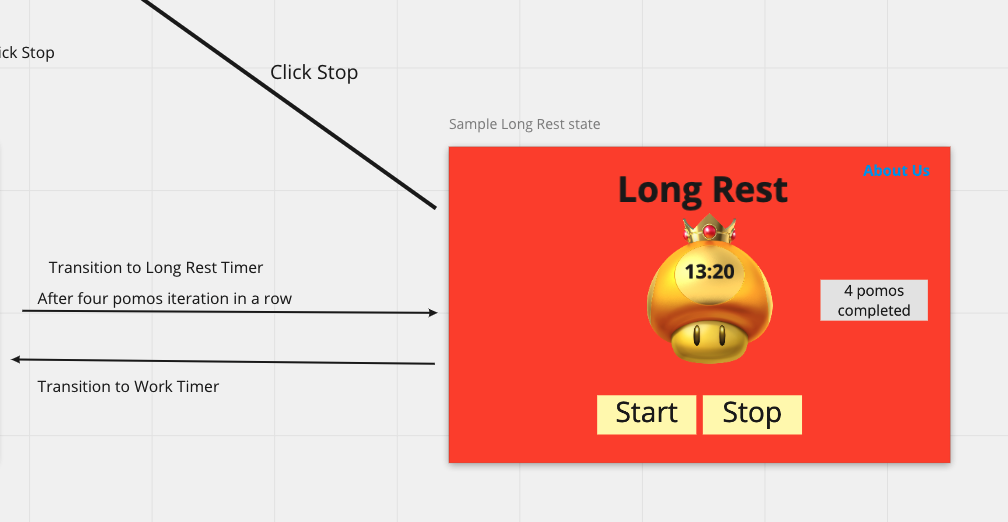 ick Stop
Click Stop
Sample Long Rest state
About Us
Long Rest
13:20
4 pomos
completed
Start
Stop
Transition to Long Rest Timer
After four pomos iteration in a row
Transition to Work Timer